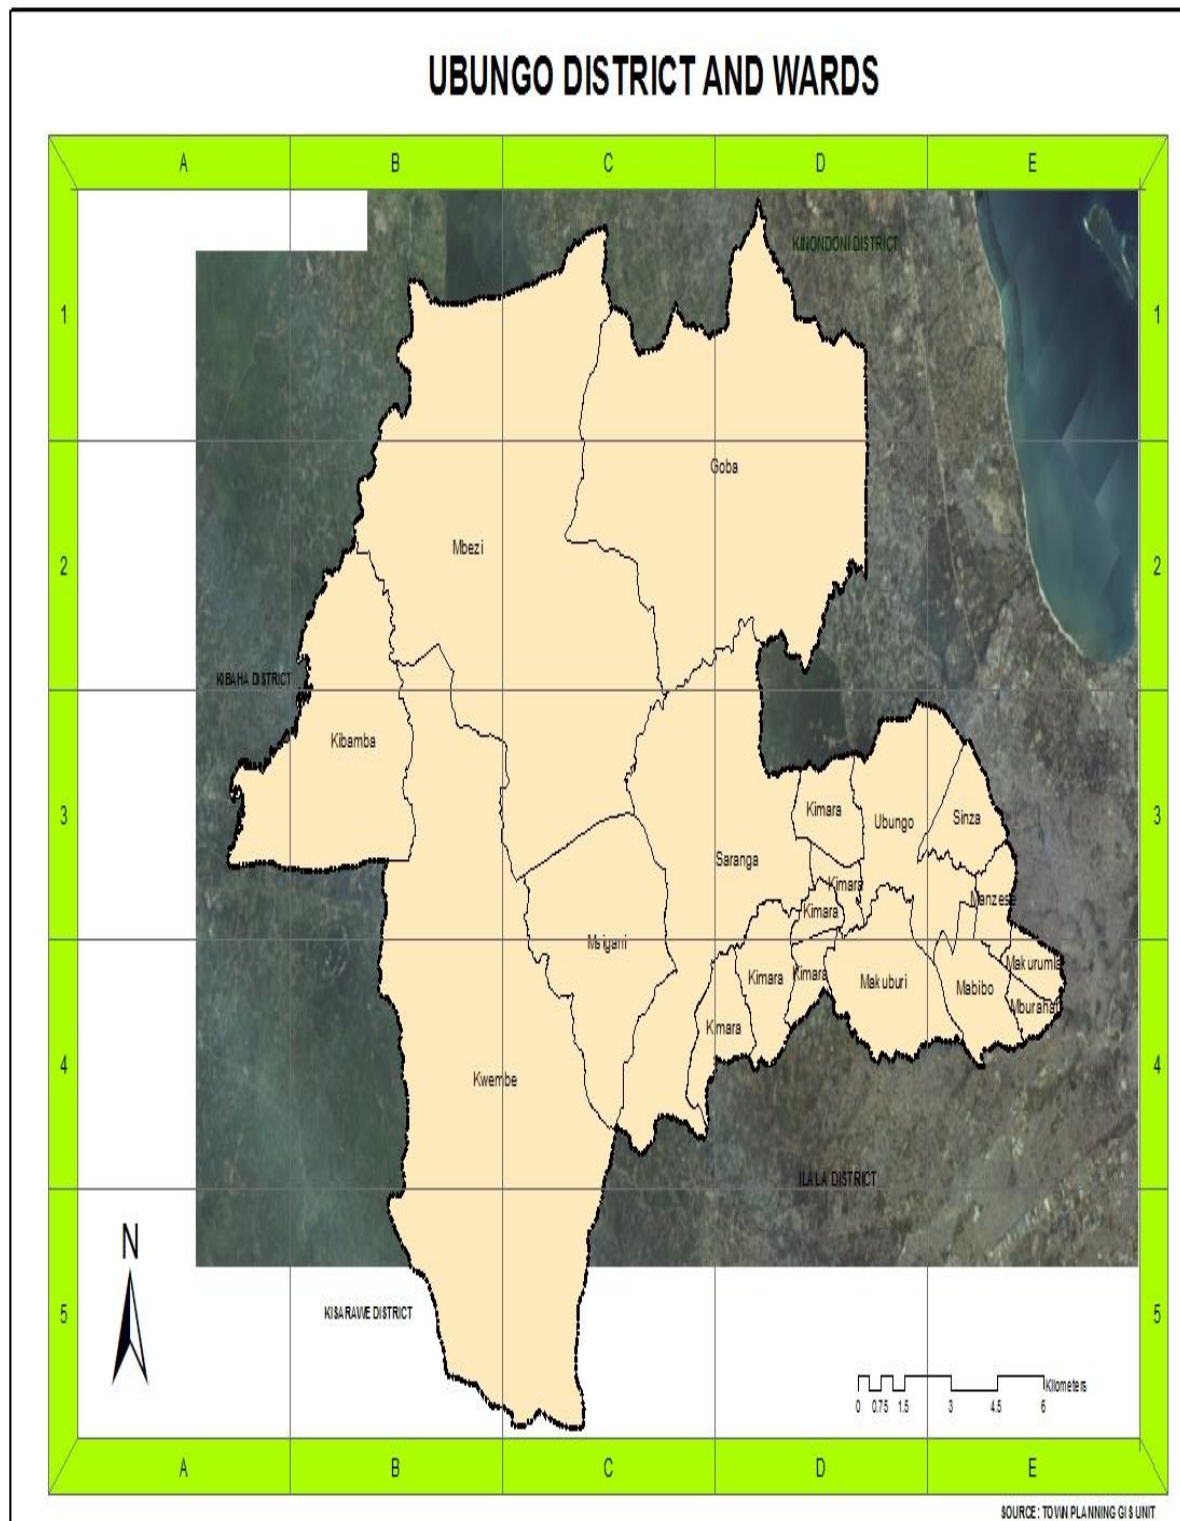 UBUNGO DISTRICT AND WARDS
A B C D E
KINONDONI DISTRICT
1 1
Goba
Mbezi
2 2
KIBAHA DISTRICT
Kibamba
Kimara
Ubungo
Sinza
3 3
Saranga
Kimara
Manzese
Kimara
Msigani
Makurumla
Kimara
Kimara
Makuburi
Mabibo
Mburahati
Kimara
4 4
Kwembe
ILALA DISTRICT
N
KISARAWE DISTRICT
5 5
Kilometers
0 0.75 1.5 3 4.5 6
A B C D E
SOURCE: TOWN PLANNING GIS UNIT